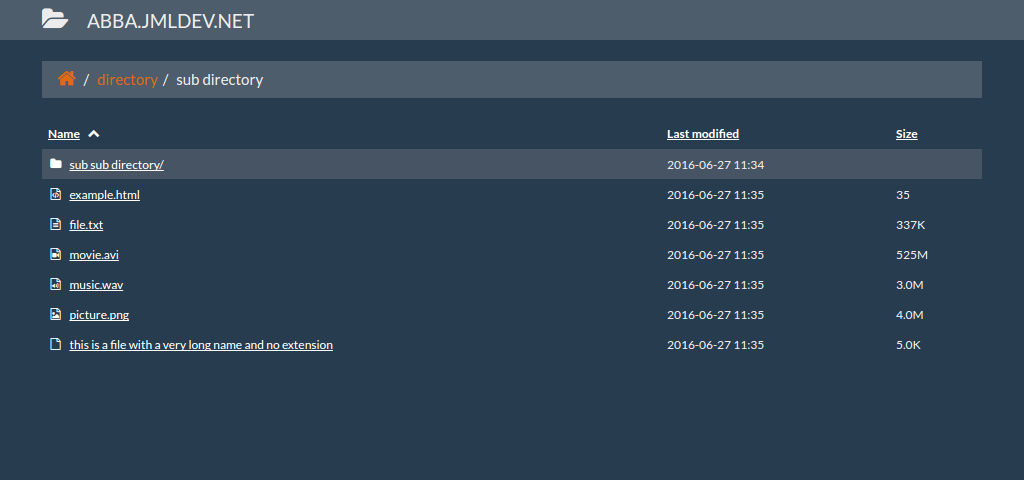 ABBA.JMLDEV.NET
/ directory / sub directory
Name Last modified Size
sub sub directory/ 2016-06-27 11:34
example.html 2016-06-27 11:35 35
file.txt 2016-06-27 11:35 337K
movie.avi 2016-06-27 11:35 525M
music.wav 2016-06-27 11:35 3.0M
picture.png 2016-06-27 11:35 4.0M
this is a file with a very long name and no extension 2016-06-27 11:35 5.0K